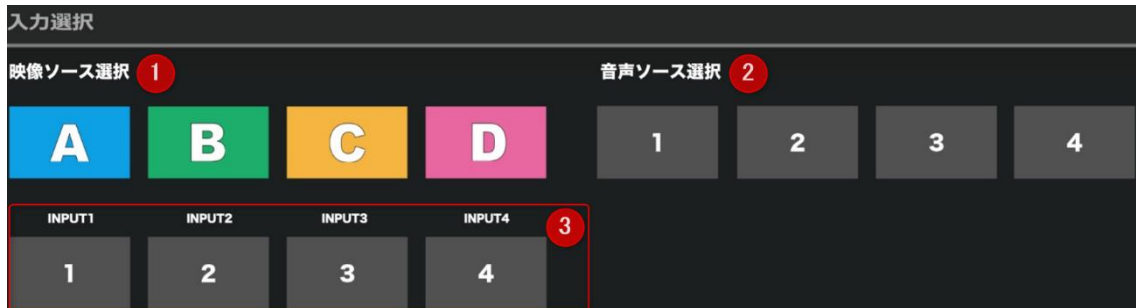 入力選択
映像ソース選択 1 音声ソース選択 2
A B C D 1 2 3 4
INPUT1 INPUT2 INPUT3 INPUT4 3
1 2 3 4